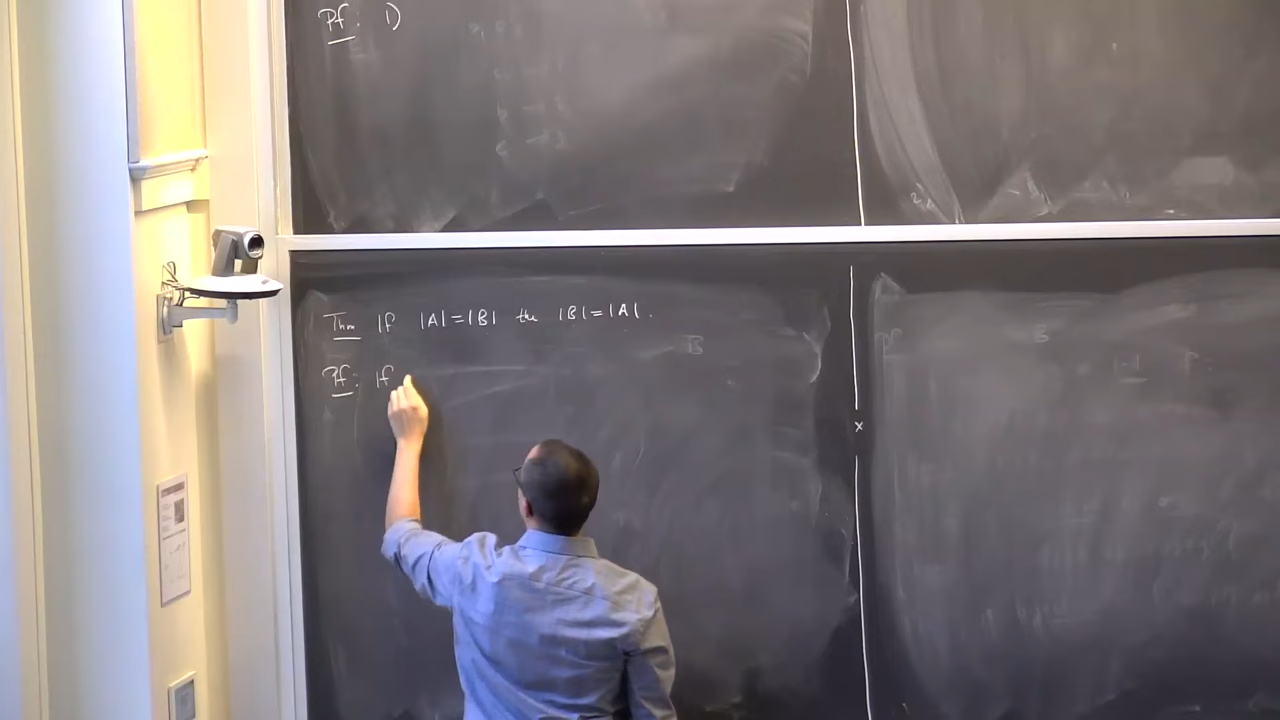 Pf: 1)
Thm If |A|=|B| the |B|=|A|.
Pf: If